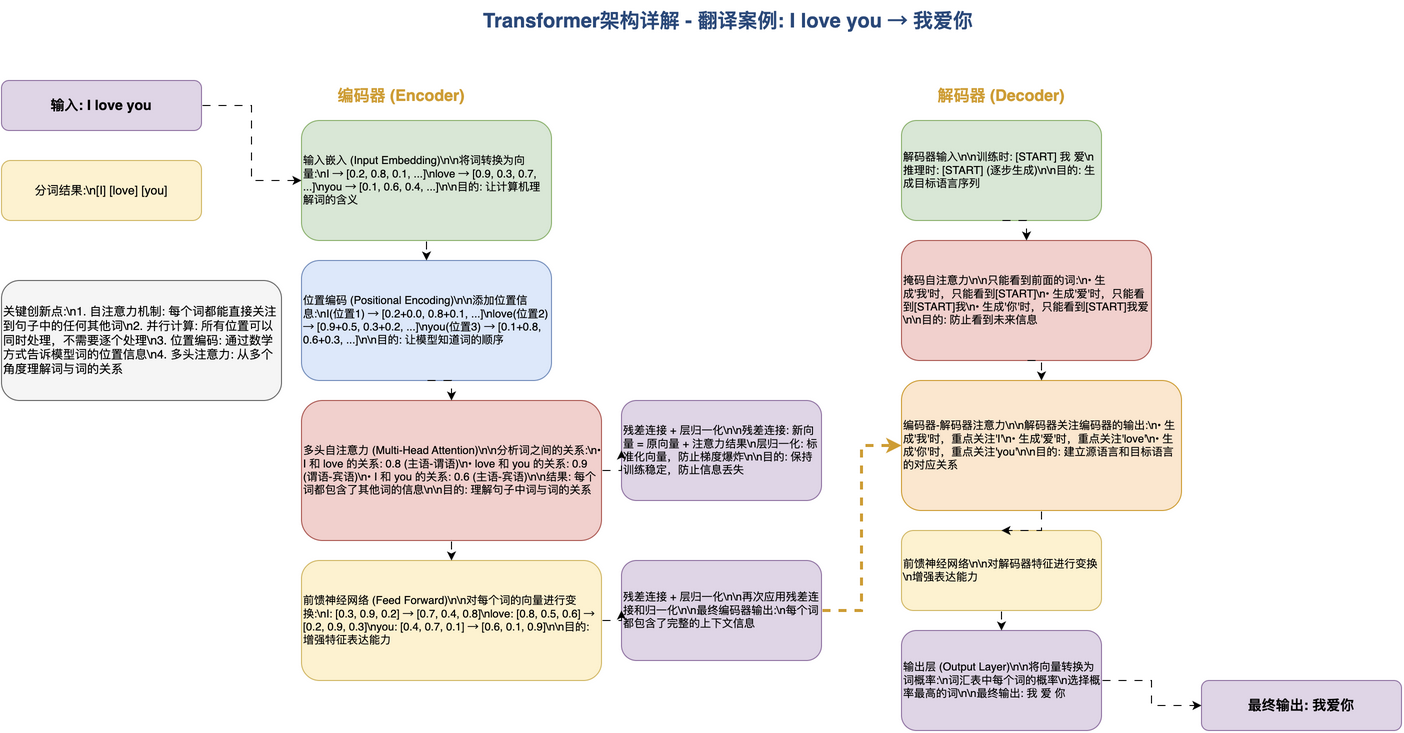 Transformer架构详解 - 翻译案例: I love you → 我爱你
输入: I love you
分词结果:\n[I] [love] [you]
关键创新点:\n1. 自注意力机制: 每个词都能直接关注
到句子中的任何其他词\n2. 并行计算: 所有位置可以
同时处理，不需要逐个处理\n3. 位置编码: 通过数学
方式告诉模型词的位置信息\n4. 多头注意力: 从多个
角度理解词与词的关系
编码器 (Encoder)
输入嵌入 (Input Embedding)\n\n将词转换为向
量:\nI → [0.2, 0.8, 0.1, ...]\nlove → [0.9, 0.3, 0.7,
...]\nyou → [0.1, 0.6, 0.4, ...]\n\n目的: 让计算机理
解词的含义
位置编码 (Positional Encoding)\n\n添加位置信
息:\nI(位置1) → [0.2+0.0, 0.8+0.1, ...]\nlove(位置2)
→ [0.9+0.5, 0.3+0.2, ...]\nyou(位置3) → [0.1+0.8,
0.6+0.3, ...]\n\n目的: 让模型知道词的顺序
多头自注意力 (Multi-Head Attention)\n\n分析词之间的关系:\n•
I 和 love 的关系: 0.8 (主语-谓语)\n• love 和 you 的关系: 0.9
(谓语-宾语)\n• I 和 you 的关系: 0.6 (主语-宾语)\n\n结果: 每个
词都包含了其他词的信息\n\n目的: 理解句子中词与词的关系
残差连接 + 层归一化\n\n残差连接: 新向
量 = 原向量 + 注意力结果\n层归一化: 标
准化向量，防止梯度爆炸\n\n目的: 保持
训练稳定，防止信息丢失
前馈神经网络 (Feed Forward)\n\n对每个词的向量进行变
换:\nI: [0.3, 0.9, 0.2] → [0.7, 0.4, 0.8]\nlove: [0.8, 0.5, 0.6] →
[0.2, 0.9, 0.3]\nyou: [0.4, 0.7, 0.1] → [0.6, 0.1, 0.9]\n\n目的:
增强特征表达能力
残差连接 + 层归一化\n\n再次应用残差连
接和归一化\n\n最终编码器输出:\n每个词
都包含了完整的上下文信息
解码器 (Decoder)
解码器输入\n\n训练时: [START] 我 爱\n
推理时: [START] (逐步生成)\n\n目的: 生
成目标语言序列
掩码自注意力\n\n只能看到前面的词:\n• 生
成'我'时，只能看到[START]\n• 生成'爱'时，只能看
到[START]我\n• 生成'你'时，只能看到[START]我爱
\n\n目的: 防止看到未来信息
编码器-解码器注意力\n\n解码器关注编码器的输出:\n• 生
成'我'时，重点关注'I'\n• 生成'爱'时，重点关注'love'\n• 生
成'你'时，重点关注'you'\n\n目的: 建立源语言和目标语言
的对应关系
前馈神经网络\n\n对解码器特征进行变换
\n增强表达能力
输出层 (Output Layer)\n\n将向量转换为
词概率:\n词汇表中每个词的概率\n选择概
率最高的词\n\n最终输出: 我 爱 你
最终输出: 我爱你